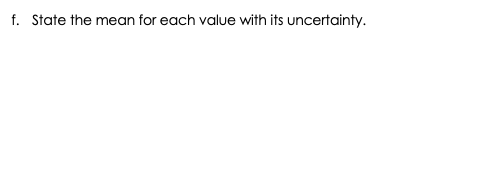 f. State the mean for each value with its uncertainty.